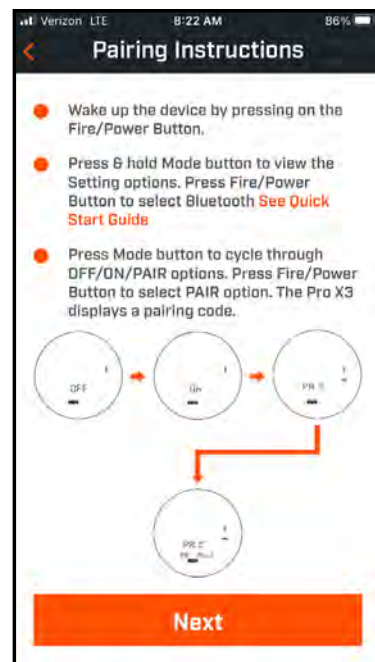 Verizon LTE 8:22 AM 86%
Pairing Instructions
Wake up the device by pressing on the
Fire/Power Button.
Press & hold Mode button to view the
Setting options. Press Fire/Power
Button to select Bluetooth See Quick
Start Guide
Press Mode button to cycle through
OFF/ON/PAIR options. Press Fire/Power
Button to select PAIR option. The Pro X3
displays a pairing code.
OFF
Next